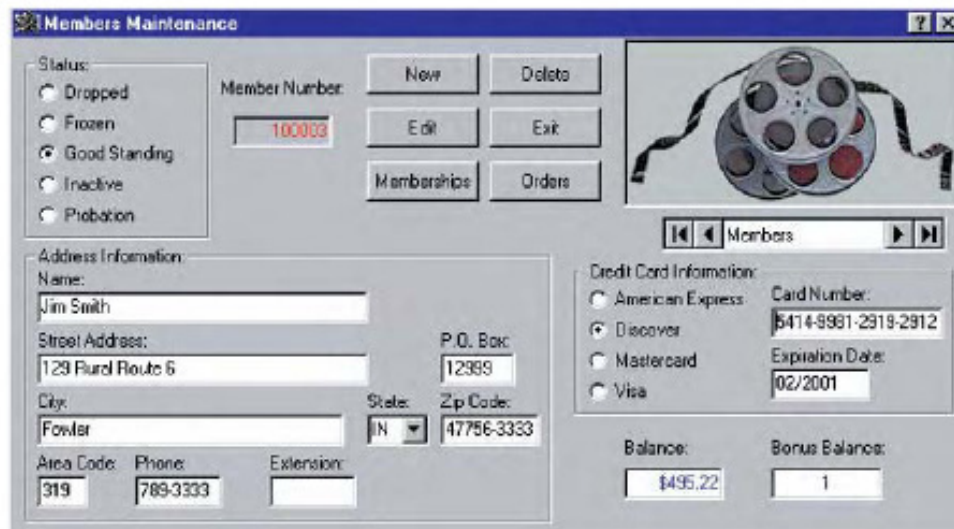 Members Maintenance
Status:
Dropped
Frozen
Good Standing
Inactive
Probation
Member Number:
100003
New
Delete
Edit
Exit
Memberships
Orders
Members
Address Information:
Name:
Jim Smith
Street Address:
129 Rural Route 6
P.O. Box:
12999
City:
Fowler
State:
IN
Zip Code:
47756-3333
Area Code:
319
Phone:
789-3333
Extension:
Credit Card Information:
American Express
Discover
Mastercard
Visa
Card Number:
5414-9981-2919-2912
Expiration Date:
02/2001
Balance:
$495.22
Bonus Balance:
1